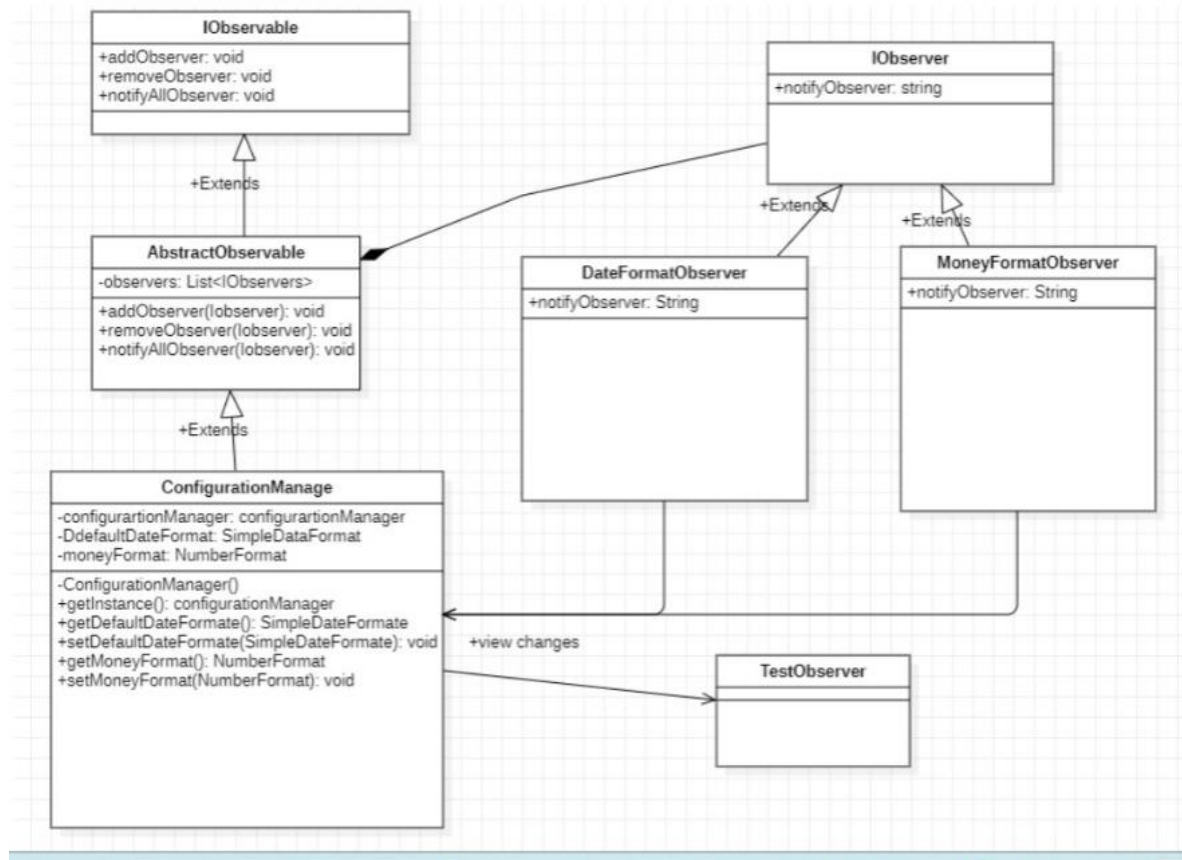 IObservable
+addObserver: void
+removeObserver: void
+notifyAllObserver: void
+Extends
AbstractObservable
-observers: List<IObservers>
+addObserver(Iobserver): void
+removeObserver(Iobserver): void
+notifyAllObserver(Iobserver): void
+Extends
ConfigurationManage
-configurartionManager: configurartionManager
-DdefaultDateFormat: SimpleDataFormat
-moneyFormat: NumberFormat
-ConfigurationManager()
+getInstance(): configurationManager
+getDefaultDateFormate(): SimpleDateFormate
+setDefaultDateFormate(SimpleDateFormate): void
+getMoneyFormat(): NumberFormat
+setMoneyFormat(NumberFormat): void
IObserver
+notifyObserver: string
+Extends
+Extends
DateFormatObserver
+notifyObserver: String
MoneyFormatObserver
+notifyObserver: String
+view changes
TestObserver